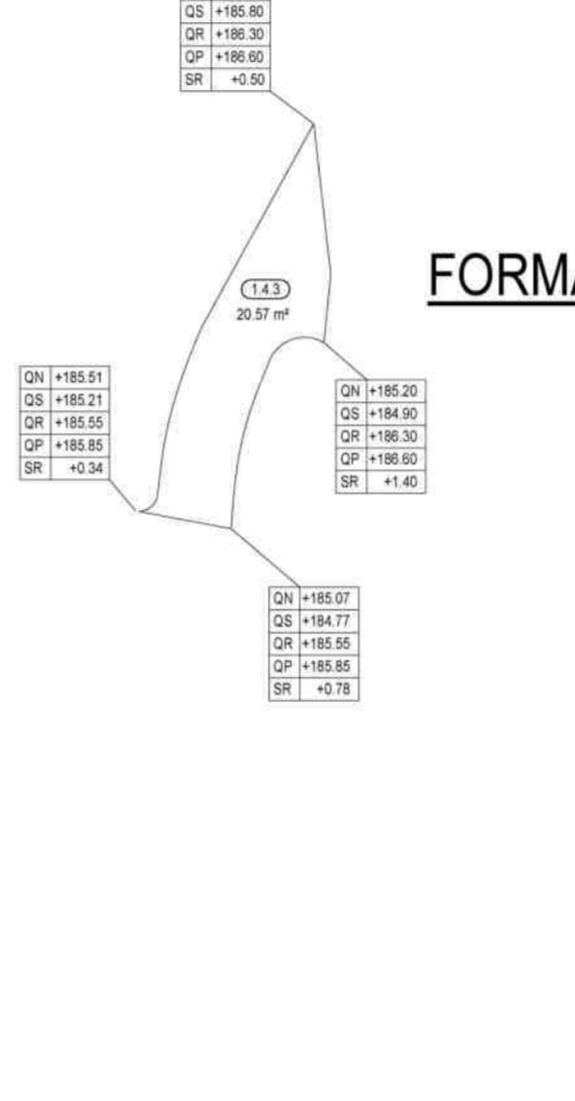 QS +185.80
QR +186.30
QP +186.60
SR +0.50
1.4.3
20.57 m²
FORMA
QN +185.51
QS +185.21
QR +185.55
QP +185.85
SR +0.34
QN +185.20
QS +184.90
QR +186.30
QP +186.60
SR +1.40
QN +185.07
QS +184.77
QR +185.55
QP +185.85
SR +0.78